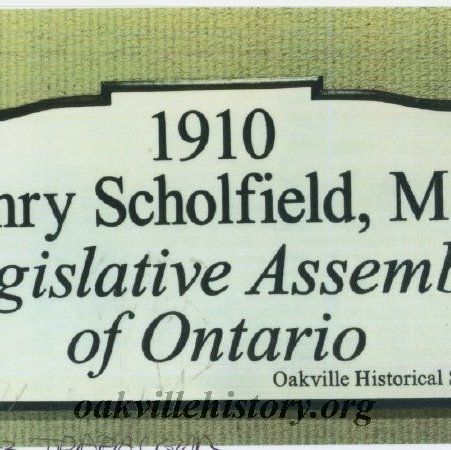 1910
nry Scholfield, M
gislative Assemb
of Ontario
Oakville Historical S
oakvillehistory.org